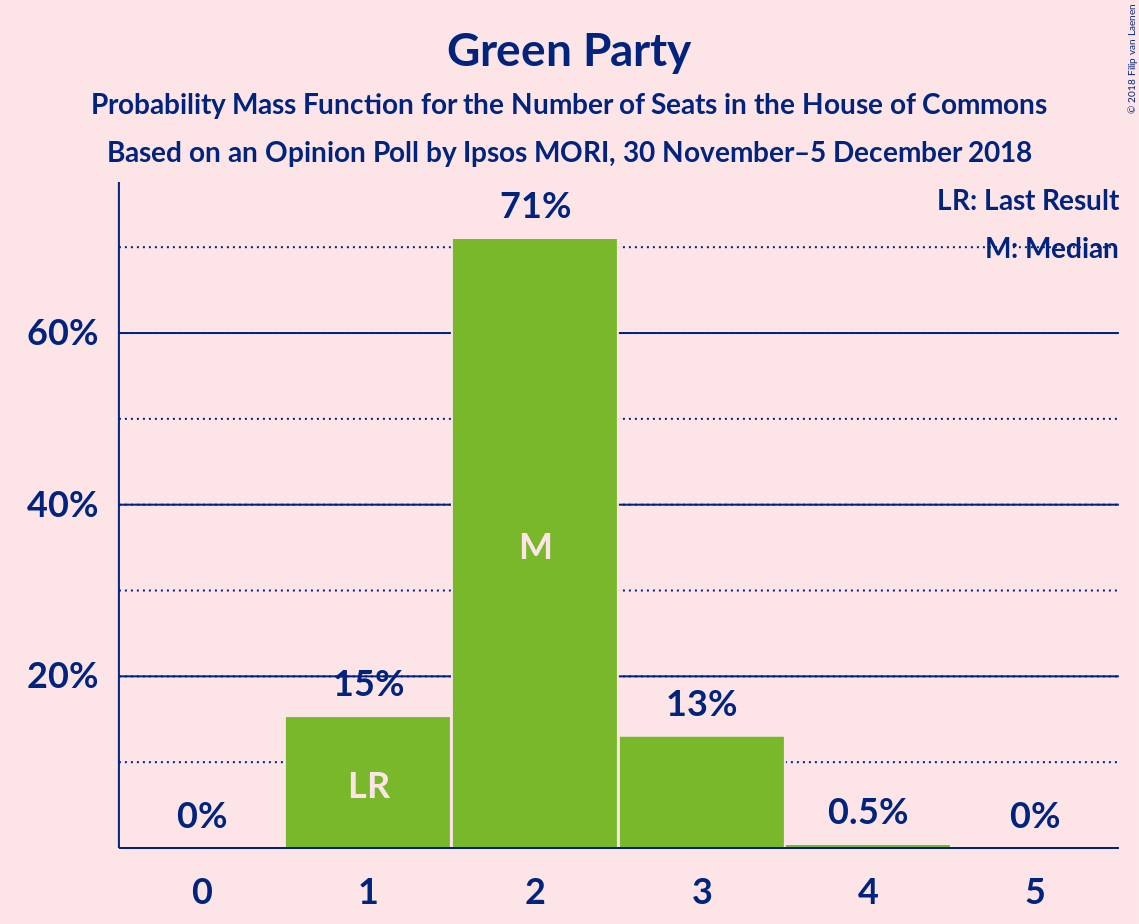 Green Party
Probability Mass Function for the Number of Seats in the House of Commons
Based on an Opinion Poll by Ipsos MORI, 30 November–5 December 2018
© 2018 Filip van Laenen
LR: Last Result
M: Median
71%
60%
40%
M
20%
15%
13%
LR
0%
0.5%
0%
0 1 2 3 4 5